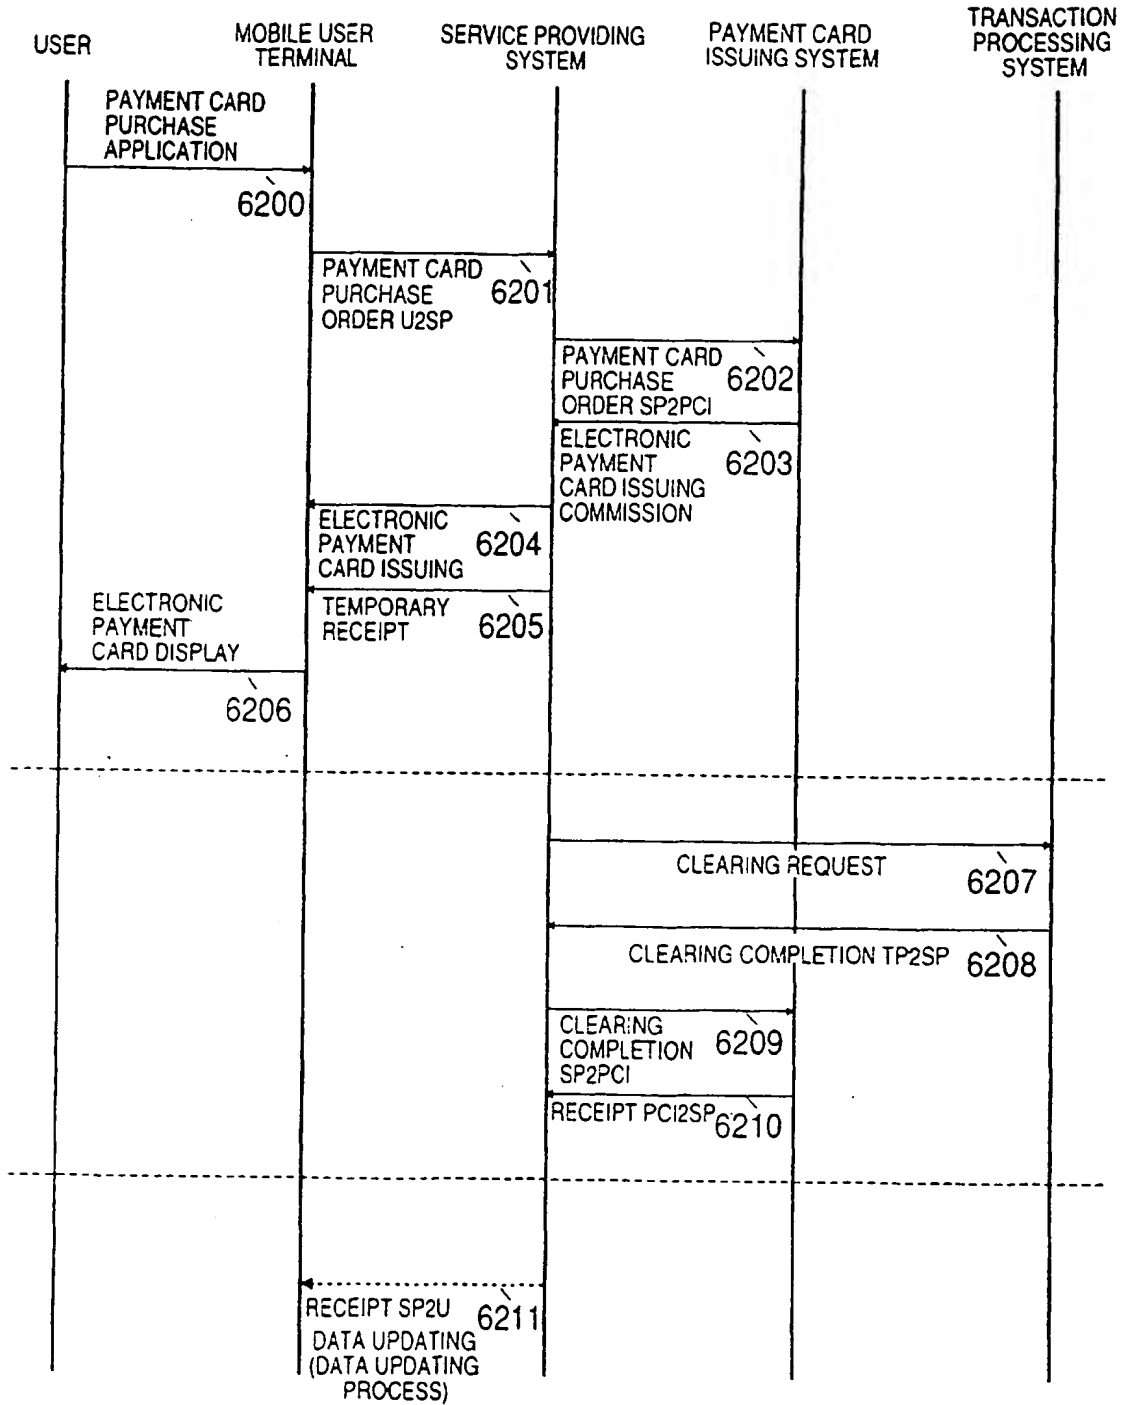 USER
MOBILE USER
TERMINAL
SERVICE PROVIDING
SYSTEM
PAYMENT CARD
ISSUING SYSTEM
TRANSACTION
PROCESSING
SYSTEM
PAYMENT CARD
PURCHASE
APPLICATION
6200
PAYMENT CARD
PURCHASE
ORDER U2SP
6201
PAYMENT CARD
PURCHASE
ORDER SP2PCI
6202
ELECTRONIC
PAYMENT
CARD ISSUING
COMMISSION
6203
ELECTRONIC
PAYMENT
CARD ISSUING
6204
TEMPORARY
RECEIPT
6205
ELECTRONIC
PAYMENT
CARD DISPLAY
6206
CLEARING REQUEST
6207
CLEARING COMPLETION TP2SP
6208
CLEARING
COMPLETION
SP2PCI
6209
RECEIPT PCI2SP
6210
RECEIPT SP2U
6211
DATA UPDATING
(DATA UPDATING
PROCESS)